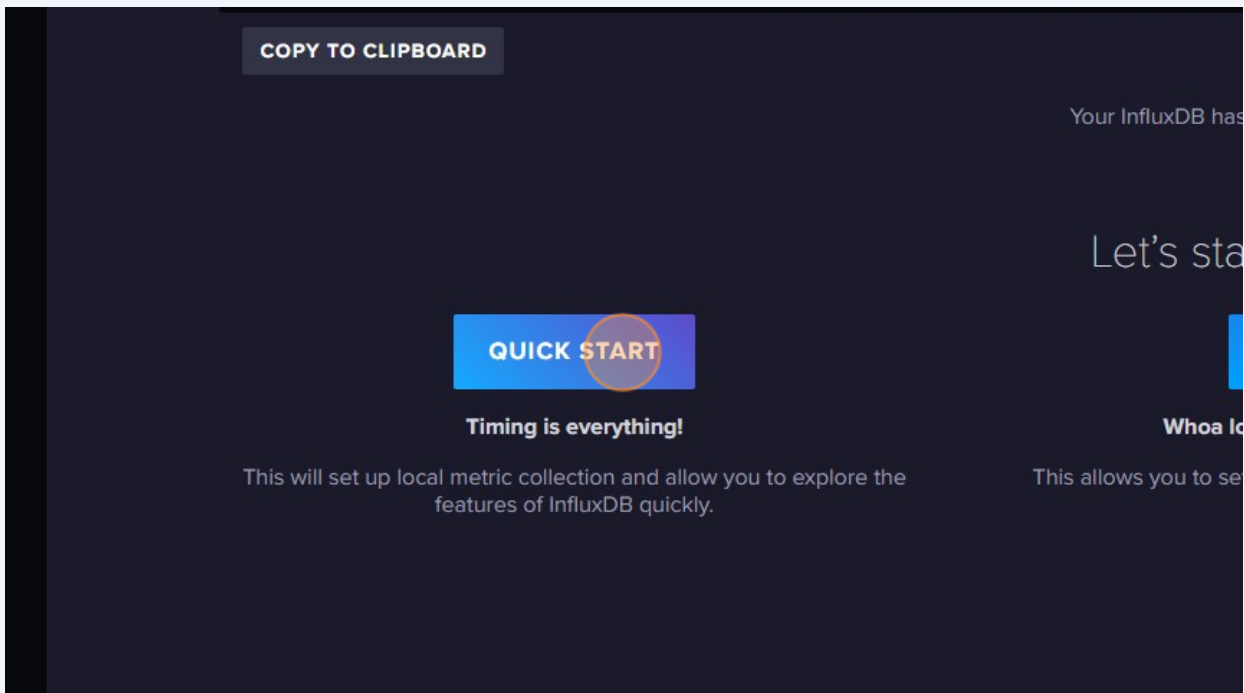 COPY TO CLIPBOARD
Your InfluxDB has
Let's sta
QUICK START
Timing is everything!
Whoa
This will set up local metric collection and allow you to explore the
features of InfluxDB quickly.
This allows you to se